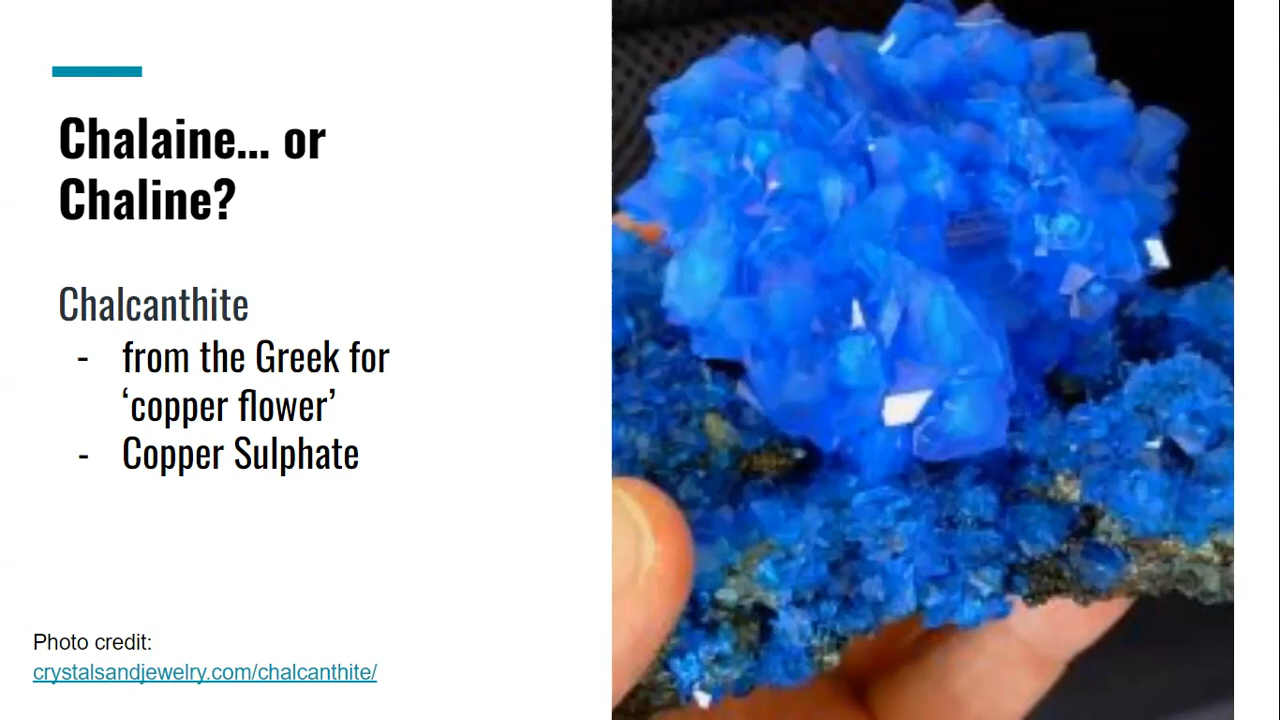 Chalaine... or
Chaline?
Chalcanthite
- from the Greek for
‘copper flower’
- Copper Sulphate
Photo credit:
crystalsandjewelry.com/chalcanthite/